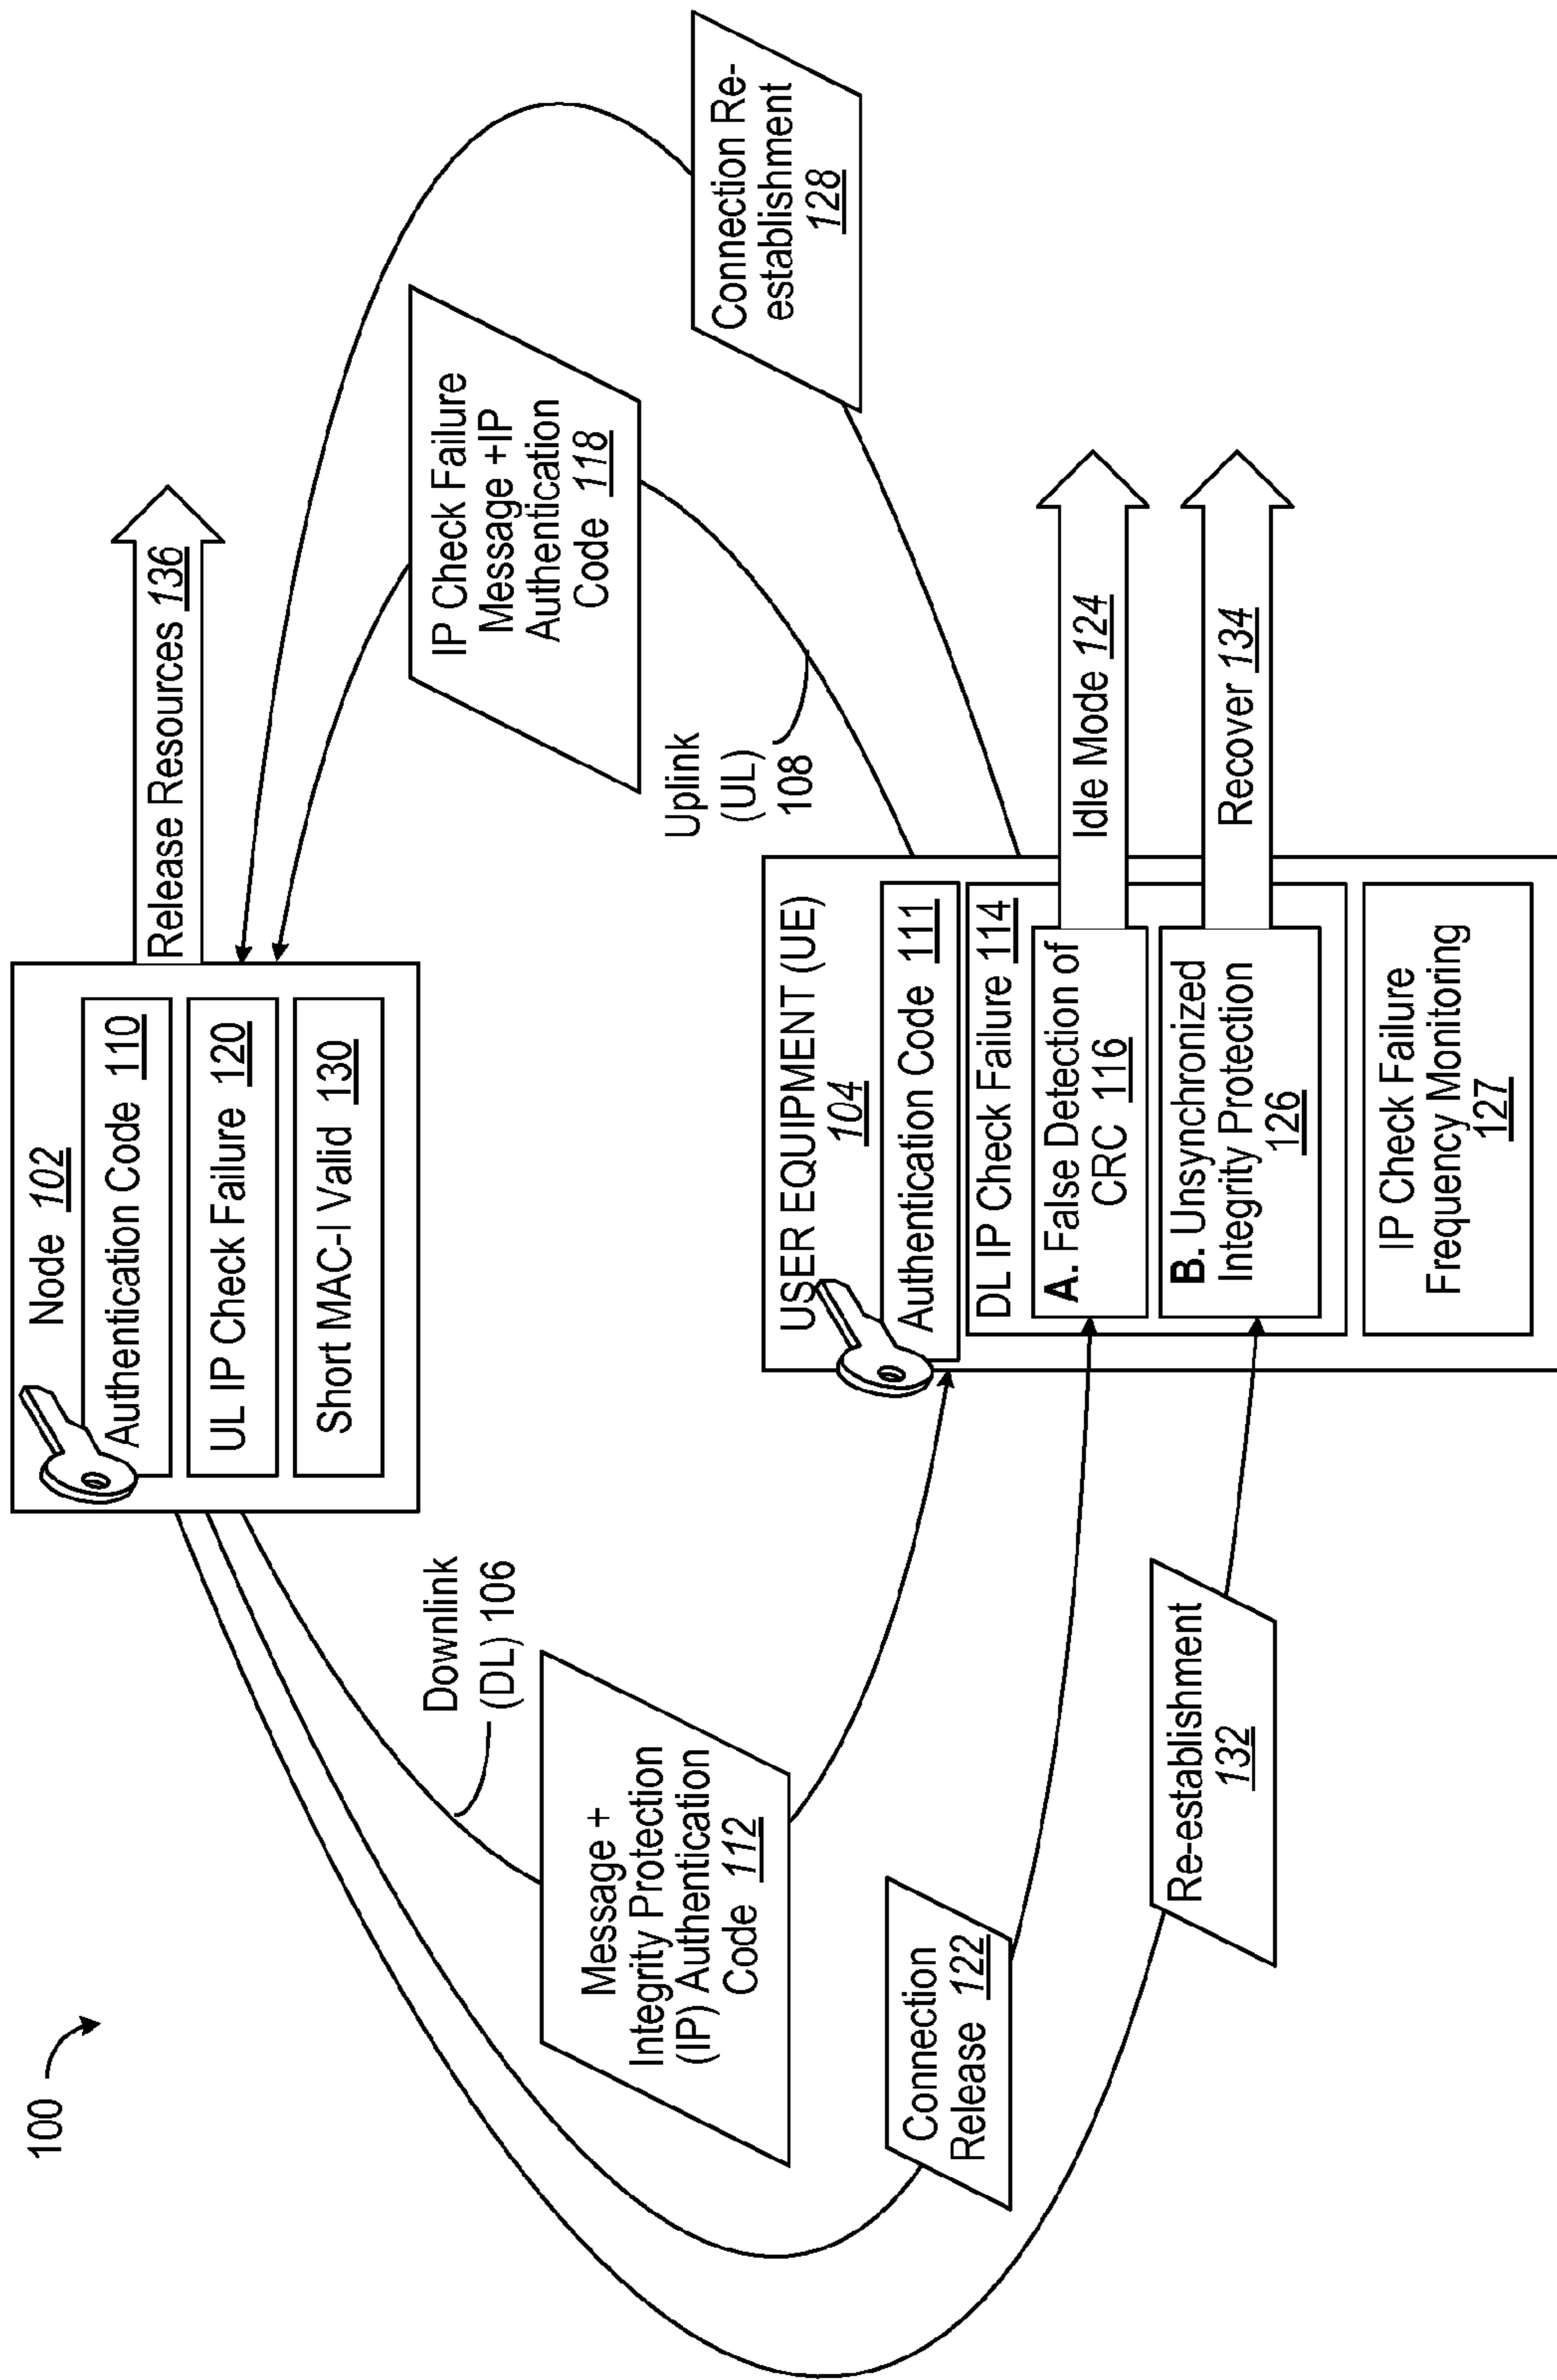 100
Node 102
Authentication Code 110
UL IP Check Failure 120
Short MAC-I Valid 130
Release Resources 136
Downlink
(DL) 106
Message +
Integrity Protection
(IP) Authentication
Code 112
Connection
Release 122
Re-establishment
132
IP Check Failure
Message +IP
Authentication
Code 118
Uplink
(UL)
108
Connection Re-
establishment
128
USER EQUIPMENT (UE)
104
Authentication Code 111
DL IP Check Failure 114
A. False Detection of
CRC 116
Idle Mode 124
B. Unsynchronized
Integrity Protection
126
Recover 134
IP Check Failure
Frequency Monitoring
127